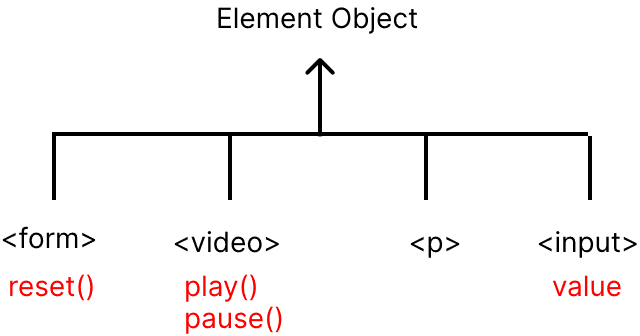 Element Object
<form>
<video>
<p>
<input>
reset()
play()
value
pause()